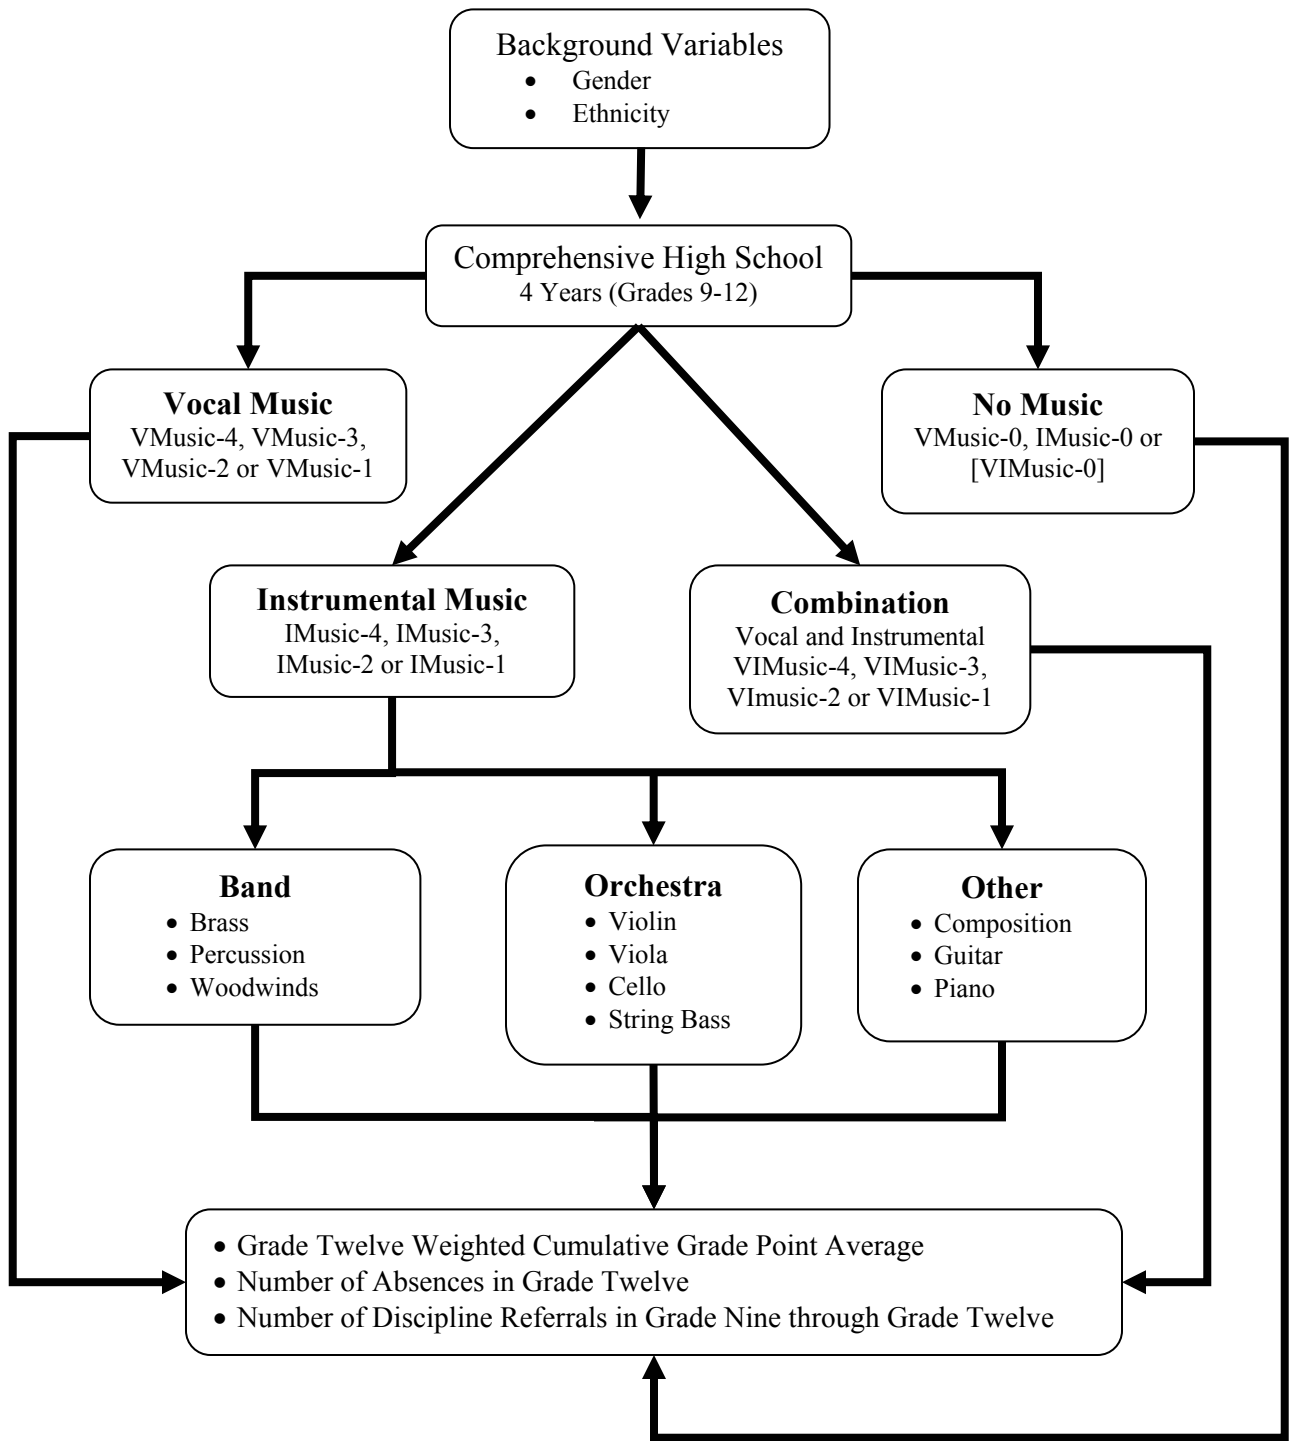 Background Variables
• Gender
• Ethnicity
Comprehensive High School
4 Years (Grades 9-12)
Vocal Music
VMusic-4, VMusic-3,
VMusic-2 or VMusic-1
No Music
VMusic-0, IMusic-0 or
[VIMusic-0]
Instrumental Music
IMusic-4, IMusic-3,
IMusic-2 or IMusic-1
Combination
Vocal and Instrumental
VIMusic-4, VIMusic-3,
VImusic-2 or VIMusic-1
Band
• Brass
• Percussion
• Woodwinds
Orchestra
• Violin
• Viola
• Cello
• String Bass
Other
• Composition
• Guitar
• Piano
• Grade Twelve Weighted Cumulative Grade Point Average
• Number of Absences in Grade Twelve
• Number of Discipline Referrals in Grade Nine through Grade Twelve